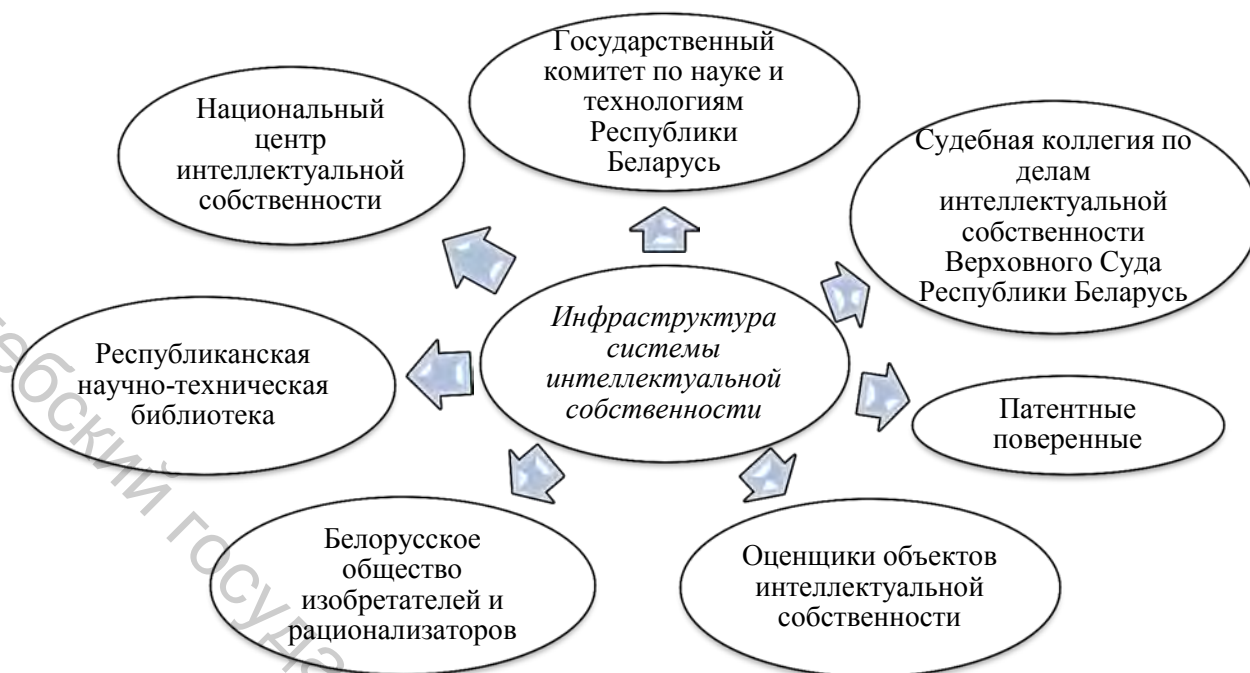 Государственный
комитет по науке и
технологиям
Республики
Беларусь
Национальный
центр
интеллектуальной
собственности
Судебная коллегия по
делам
интеллектуальной
собственности
Верховного Суда
Республики Беларусь
Инфраструктура
системы
интеллектуальной
собственности
Республиканская
научно-техническая
библиотека
Патентные
поверенные
Белорусское
общество
изобретателей и
рационализаторов
Оценщики объектов
интеллектуальной
собственности